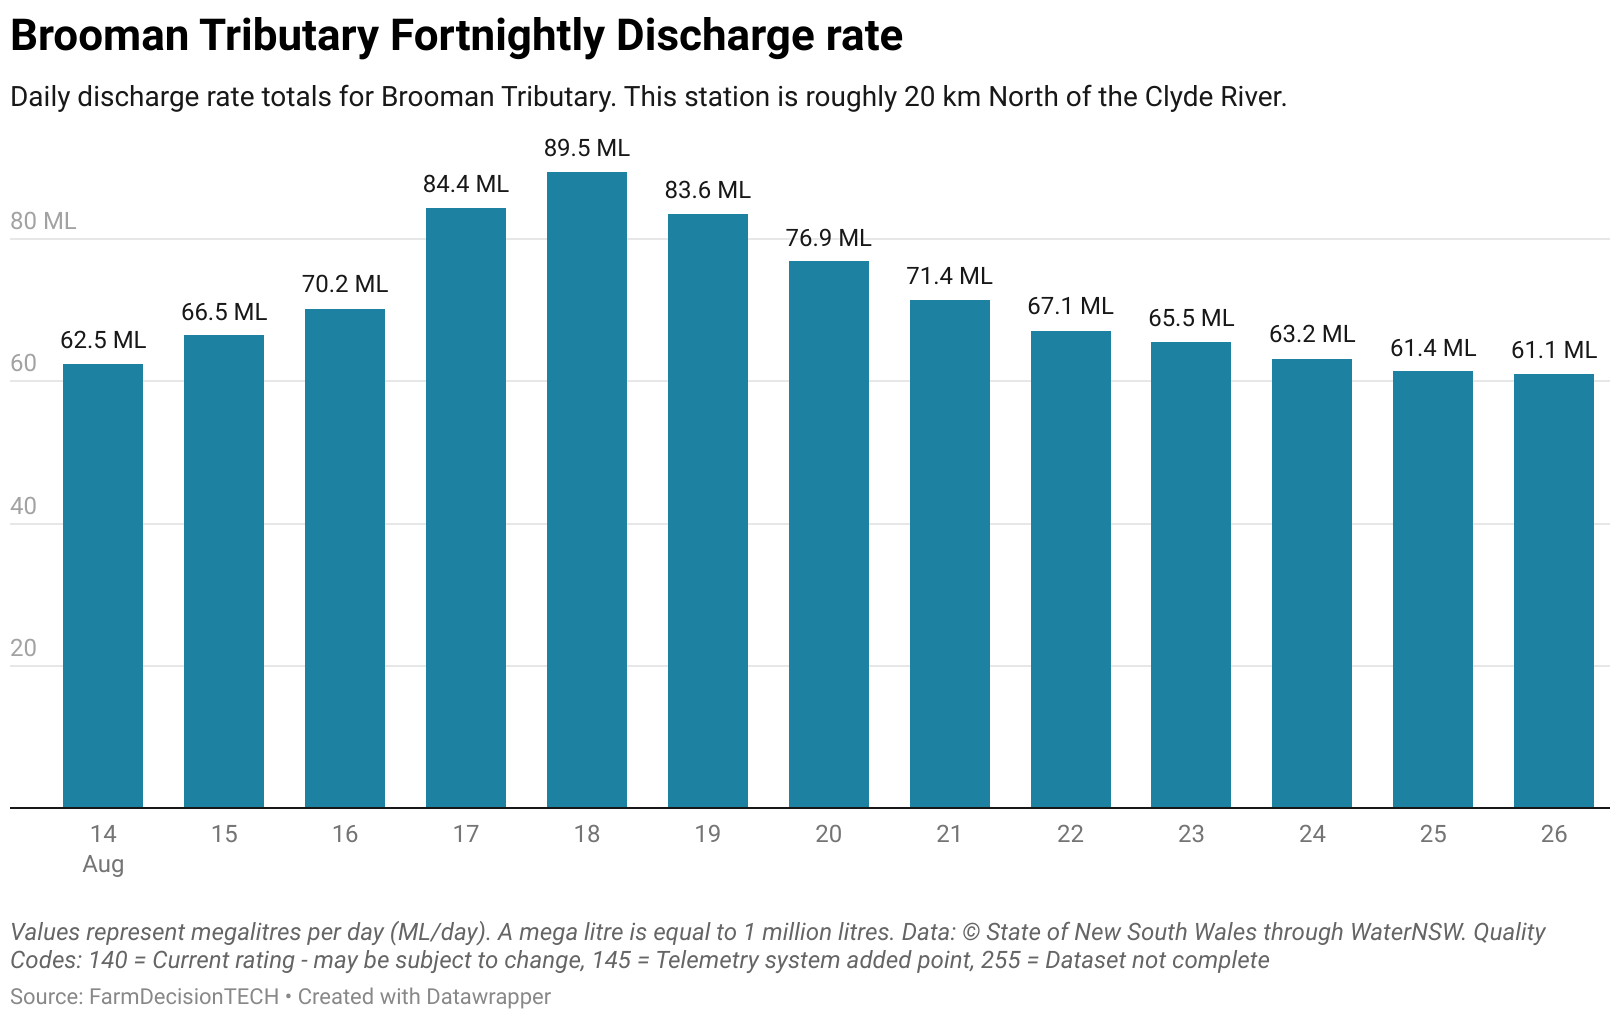 Brooman Tributary Fortnightly Discharge rate
Daily discharge rate totals for Brooman Tributary. This station is roughly 20 km North of the Clyde River.
89.5 ML
84.4 ML
83.6 ML
80 ML
76.9 ML
71.4 ML
70.2 ML
67.1 ML
66.5 ML
65.5 ML
63.2 ML
62.5 ML
61.4 ML
61.1 ML
60
40
20
14 15 16 17 18 19 20 21 22 23 24 25 26
Aug
Values represent megalitres per day (ML/day). A mega litre is equal to 1 million litres. Data: © State of New South Wales through WaterNSW. Quality
Codes: 140 = Current rating - may be subject to change, 145 = Telemetry system added point, 255 = Dataset not complete
Source: FarmDecisionTECH • Created with Datawrapper